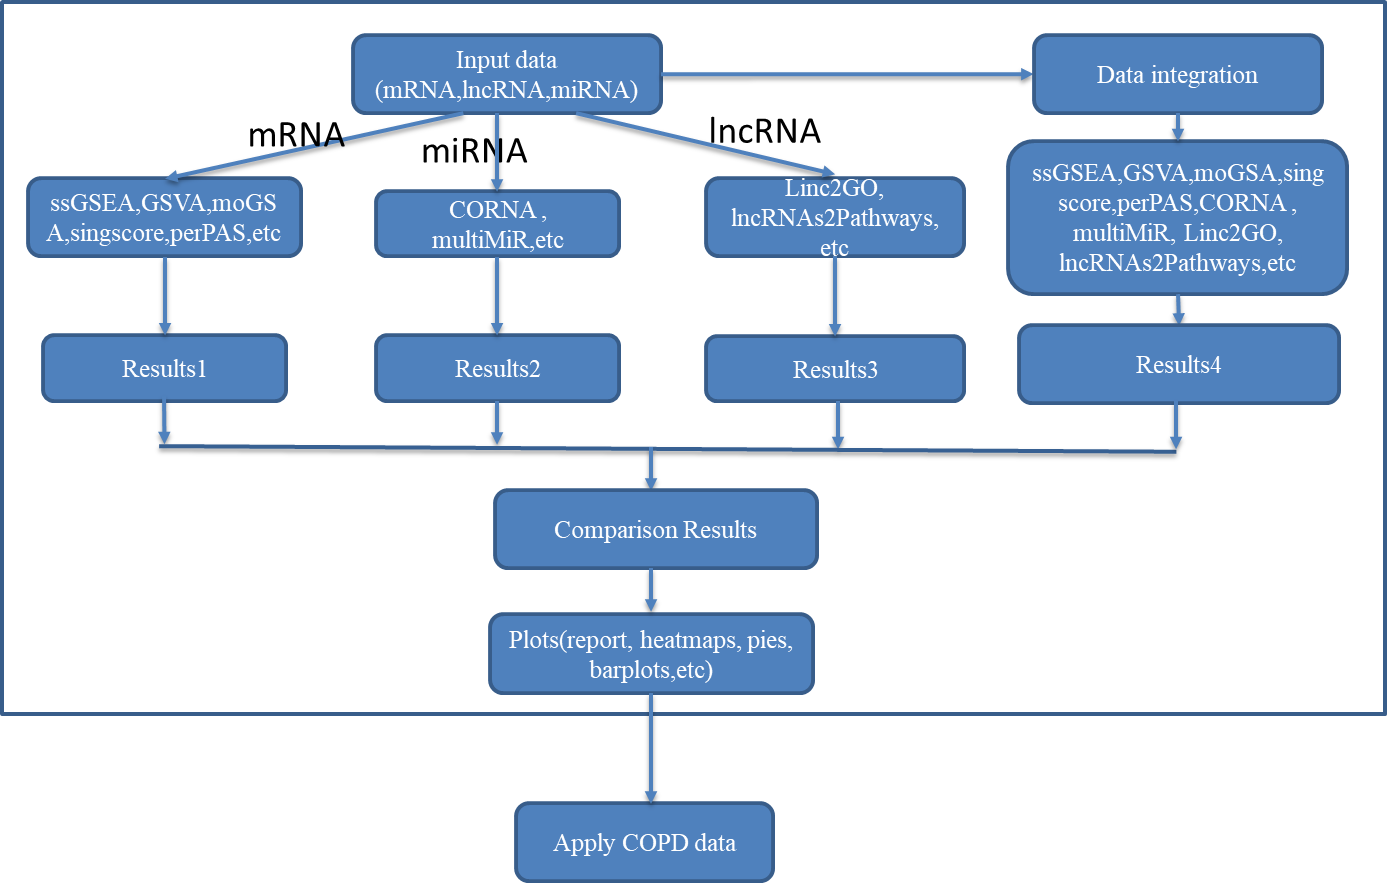 Input data
(mRNA,lncRNA,miRNA)
Data integration
mRNA
miRNA
lncRNA
ssGSEA,GSVA,moGS
A,singscore,perPAS,etc
CORNA ,
multiMiR,etc
Linc2GO,
lncRNAs2Pathways,
etc
ssGSEA,GSVA,moGSA,sing
score,perPAS,CORNA ,
multiMiR, Linc2GO,
lncRNAs2Pathways,etc
Results1
Results2
Results3
Results4
Comparison Results
Plots(report, heatmaps, pies,
barplots,etc)
Apply COPD data